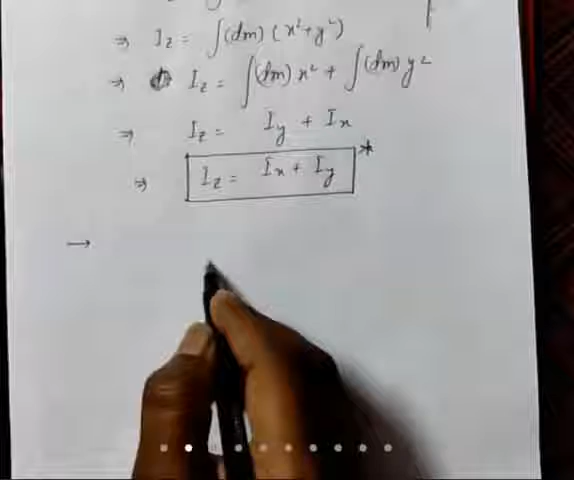 ⇒ I_z = ∫(dm) (x²+y²)
⇒ I_z = ∫(dm) x² + ∫(dm) y²
⇒ I_z = I_y + I_x
⇒ I_z = I_x + I_y *
→